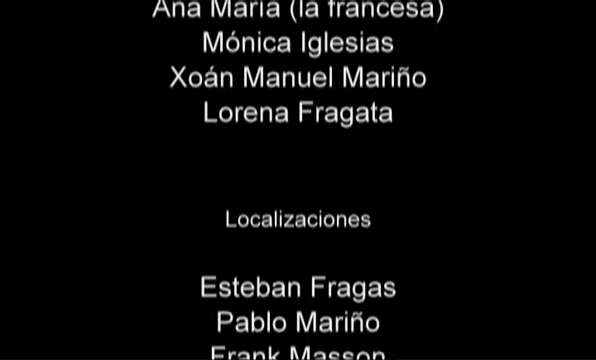 Ana María (la francesa)
Mónica Iglesias
Xoán Manuel Mariño
Lorena Fragata
Localizaciones
Esteban Fragas
Pablo Mariño
Frank Masson